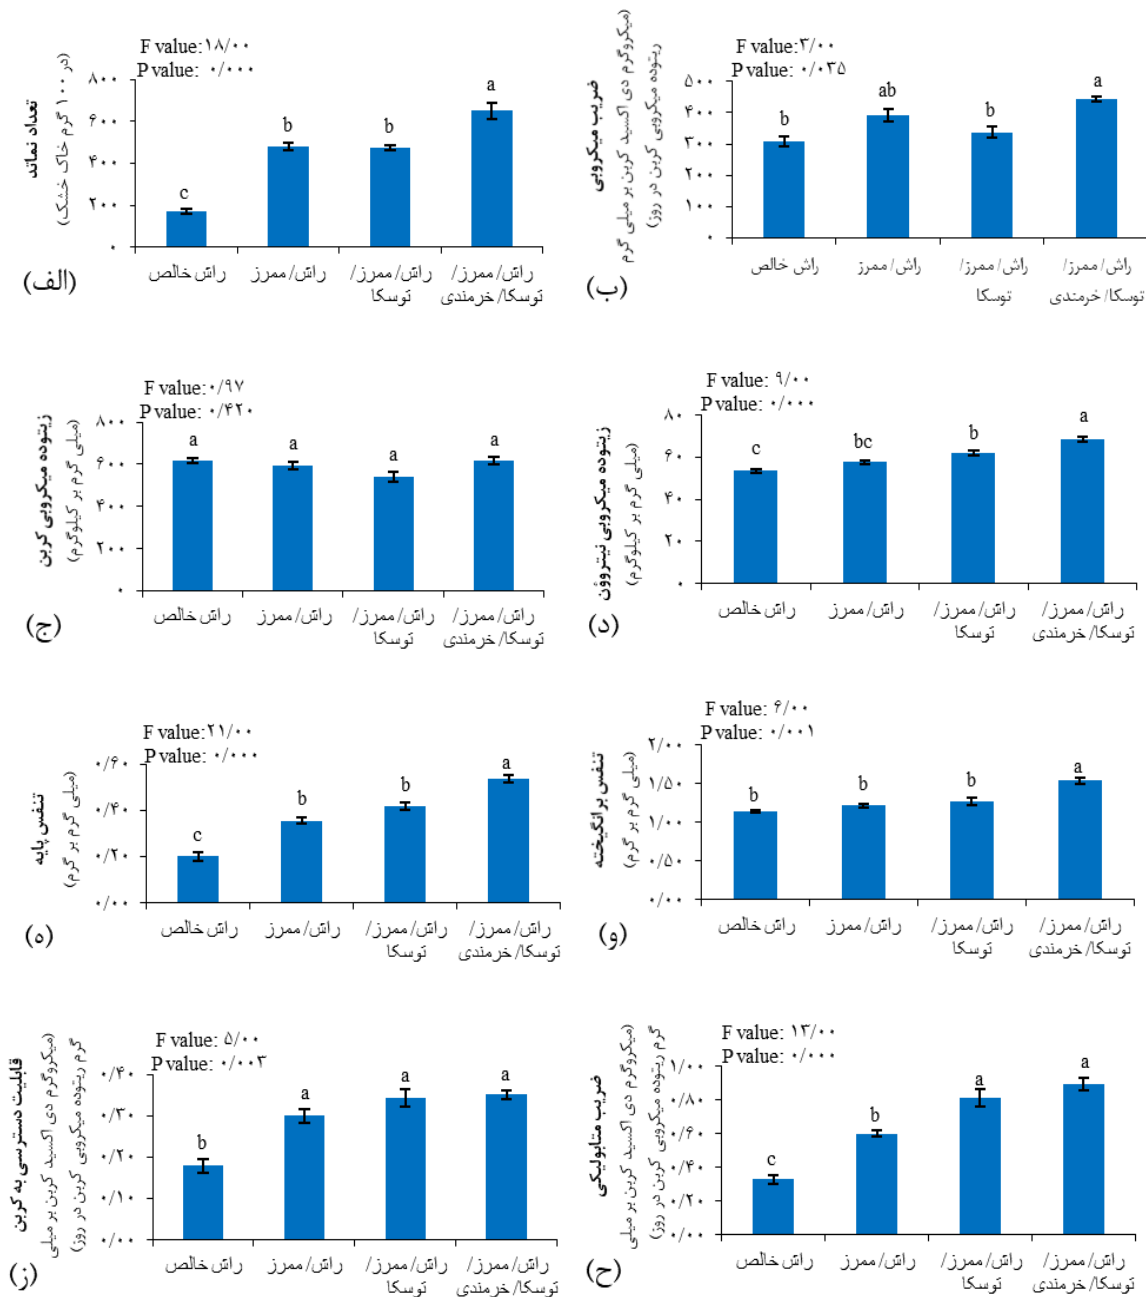 F value:۱۸/۰۰
P value: ۰/۰۰۰
تعداد نماتد
(در ۱۰۰ گرم خاک خشک)
۸۰۰
۶۰۰
۴۰۰
۲۰۰
۰
c
b
b
a
راش خالص
راش/ ممرز
راش/ ممرز/
توسکا
راش/ ممرز/
توسکا/ خرمندی
(الف)
F value:۳/۰۰
P value: ۰/۰۳۵
ضریب میکروبی
(میکروگرم دی اکسید کربن بر میلی گرم
زیتوده میکروبی کربن در روز)
۵۰۰
۴۰۰
۳۰۰
۲۰۰
۱۰۰
۰
b
ab
b
a
راش خالص
راش/ ممرز
راش/ ممرز/
توسکا
راش/ ممرز/
توسکا/ خرمندی
(ب)
F value:۰/۹۷
P value: ۰/۴۲۰
زیتوده میکروبی کربن
(میلی گرم بر کیلوگرم)
۸۰۰
۶۰۰
۴۰۰
۲۰۰
۰
a
a
a
a
راش خالص
راش/ ممرز
راش/ ممرز/
توسکا
راش/ ممرز/
توسکا/ خرمندی
(ج)
F value: ۹/۰۰
P value: ۰/۰۰۰
زیتوده میکروبی نیتروژن
(میلی گرم بر کیلوگرم)
۸۰
۶۰
۴۰
۲۰
۰
c
bc
b
a
راش خالص
راش/ ممرز
راش/ ممرز/
توسکا
راش/ ممرز/
توسکا/ خرمندی
(د)
F value:۲۱/۰۰
P value: ۰/۰۰۰
تنفس پایه
(میلی گرم بر گرم)
۰/۶۰
۰/۴۰
۰/۲۰
۰/۰۰
c
b
b
a
راش خالص
راش/ ممرز
راش/ ممرز/
توسکا
راش/ ممرز/
توسکا/ خرمندی
(ه)
F value: ۶/۰۰
P value: ۰/۰۰۱
تنفس برانگیخته
(میلی گرم بر گرم)
۲/۰۰
۱/۵۰
۱/۰۰
۰/۵۰
۰/۰۰
b
b
b
a
راش خالص
راش/ ممرز
راش/ ممرز/
توسکا
راش/ ممرز/
توسکا/ خرمندی
(و)
F value: ۵/۰۰
P value: ۰/۰۰۳
قابلیت دسترسی به کربن
(میکروگرم دی اکسید کربن بر میلی
گرم زیتوده میکروبی کربن در روز)
۰/۴۰
۰/۳۰
۰/۲۰
۰/۱۰
۰/۰۰
b
a
a
a
راش خالص
راش/ ممرز
راش/ ممرز/
توسکا
راش/ ممرز/
توسکا/ خرمندی
(ز)
F value: ۱۳/۰۰
P value: ۰/۰۰۰
ضریب متابولیکی
(میکروگرم دی اکسید کربن بر میلی
گرم زیتوده میکروبی کربن در روز)
۱/۰۰
۰/۸۰
۰/۶۰
۰/۴۰
۰/۲۰
۰/۰۰
c
b
a
a
راش خالص
راش/ ممرز
راش/ ممرز/
توسکا
راش/ ممرز/
توسکا/ خرمندی
(ح)